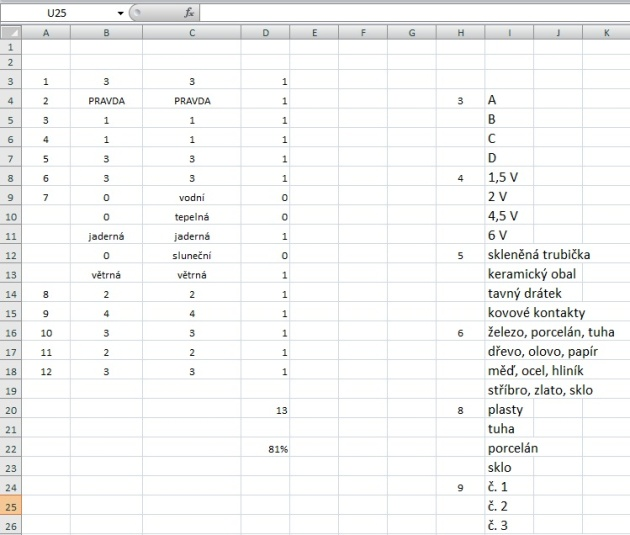 U25 fx
A B C D E F G H I J K
1
2
3 1 3 3 1
4 2 PRAVDA PRAVDA 1 3 A
5 3 1 1 1 B
6 4 1 1 1 C
7 5 3 3 1 D
8 6 3 3 1 4 1,5 V
9 7 0 vodní 0 2 V
10 0 tepelná 0 4,5 V
11 jaderná jaderná 1 6 V
12 0 sluneční 0 5 skleněná trubička
13 větrná větrná 1 keramický obal
14 8 2 2 1 tavný drátek
15 9 4 4 1 kovové kontakty
16 10 3 3 1 6 železo, porcelán, tuha
17 11 2 2 1 dřevo, olovo, papír
18 12 3 3 1 měď, ocel, hliník
19 stříbro, zlato, sklo
20 13 8 plasty
21 tuha
22 81% porcelán
23 sklo
24 9 č. 1
25 č. 2
26 č. 3